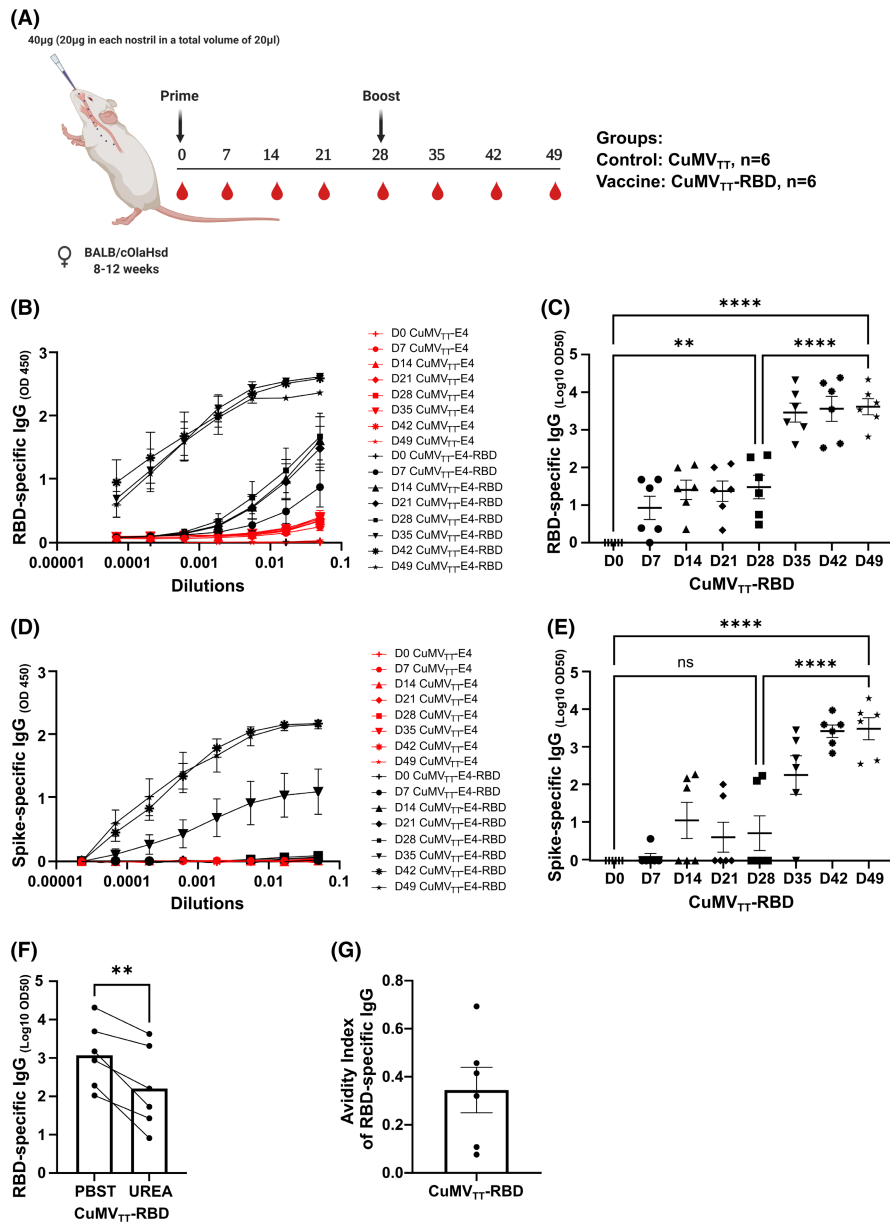 (A)
40µg (20µg in each nostril in a total volume of 20µl)
Prime
Boost
0 7 14 21 28 35 42 49
Groups:
Control: CuMVTT, n=6
Vaccine: CuMVTT-RBD, n=6
♀ BALB/cOlaHsd
8-12 weeks
(B)
RBD-specific IgG (OD 450)
3
2
1
0
0.00001 0.0001 0.001 0.01 0.1
Dilutions
D0 CuMVTT-E4
D7 CuMVTT-E4
D14 CuMVTT-E4
D21 CuMVTT-E4
D28 CuMVTT-E4
D35 CuMVTT-E4
D42 CuMVTT-E4
D49 CuMVTT-E4
D0 CuMVTT-E4-RBD
D7 CuMVTT-E4-RBD
D14 CuMVTT-E4-RBD
D21 CuMVTT-E4-RBD
D28 CuMVTT-E4-RBD
D35 CuMVTT-E4-RBD
D42 CuMVTT-E4-RBD
D49 CuMVTT-E4-RBD
(C)
****
** ****
RBD-specific IgG (Log10 OD50)
5
4
3
2
1
0
D0 D7 D14 D21 D28 D35 D42 D49
CuMVTT-RBD
(D)
Spike-specific IgG (OD 450)
3
2
1
0
0.00001 0.0001 0.001 0.01 0.1
Dilutions
D0 CuMVTT-E4
D7 CuMVTT-E4
D14 CuMVTT-E4
D21 CuMVTT-E4
D28 CuMVTT-E4
D35 CuMVTT-E4
D42 CuMVTT-E4
D49 CuMVTT-E4
D0 CuMVTT-E4-RBD
D7 CuMVTT-E4-RBD
D14 CuMVTT-E4-RBD
D21 CuMVTT-E4-RBD
D28 CuMVTT-E4-RBD
D35 CuMVTT-E4-RBD
D42 CuMVTT-E4-RBD
D49 CuMVTT-E4-RBD
(E)
****
ns ****
Spike-specific IgG (Log10 OD50)
5
4
3
2
1
0
D0 D7 D14 D21 D28 D35 D42 D49
CuMVTT-RBD
(F)
**
RBD-specific IgG (Log10 OD50)
5
4
3
2
1
0
PBST UREA
CuMVTT-RBD
(G)
Avidity Index
of RBD-specific IgG
0.8
0.6
0.4
0.2
0.0
CuMVTT-RBD